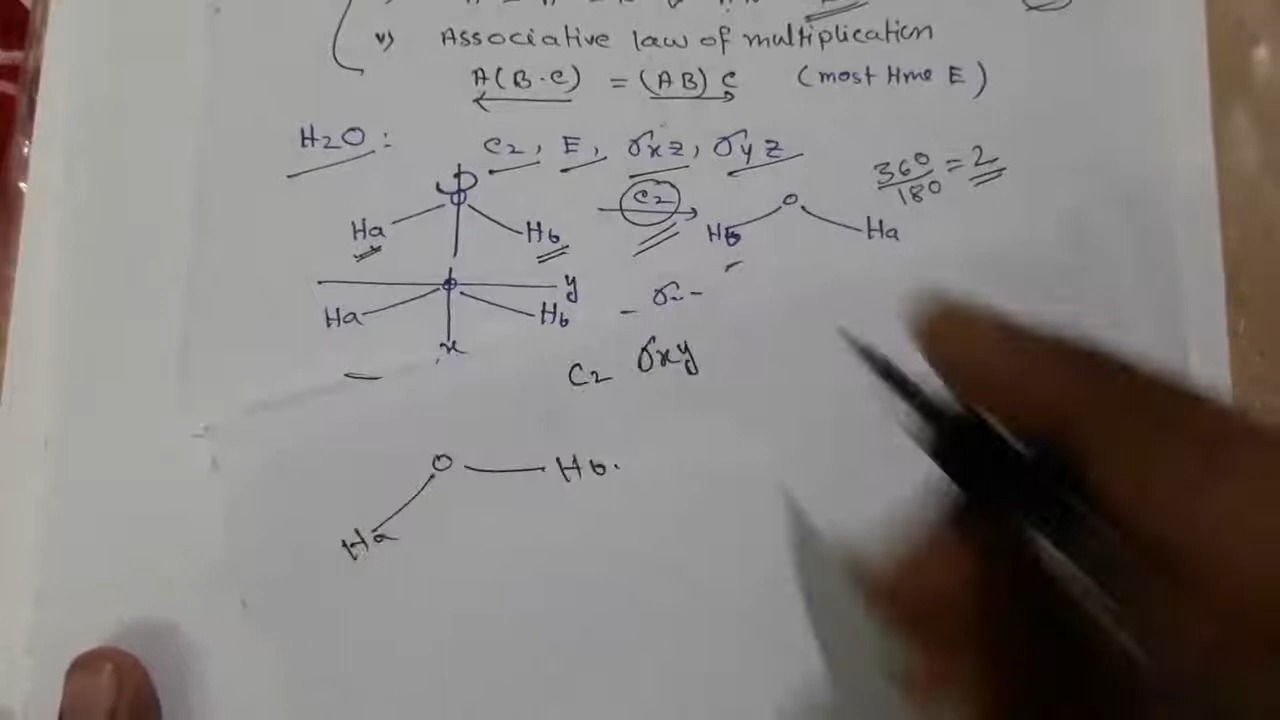 v) Associative law of multiplication
A(B·C) = (AB) C (most time E)
H2O: C2, E, σxz, σyz
360/180 = 2
C2
Ha Hb Hb Ha
y
Ha Hb
x
C2 σxy
O Hb.
Ha